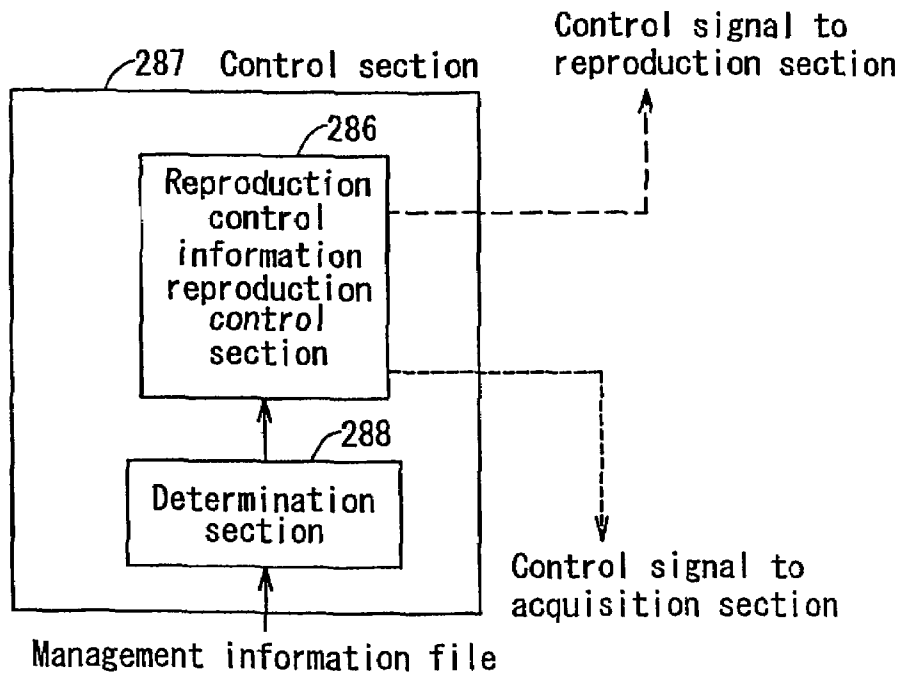 Control signal to
reproduction section
287 Control section
286
Reproduction
control
information
reproduction
control
section
288
Determination
section
Control signal to
acquisition section
Management information file